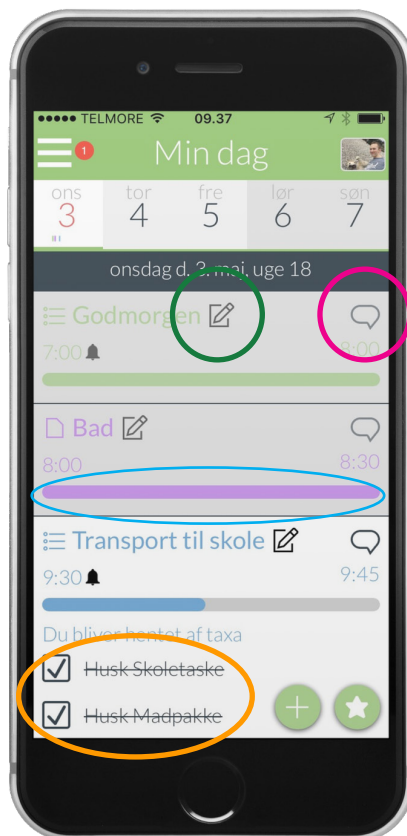 TELMORE 09.37
1 Min dag
ons tor fre lør søn
3 4 5 6 7
onsdag d. 3. maj, uge 18
Godmorgen
7:00 8:00
Bad
8:00 8:30
Transport til skole
9:30 9:45
Du bliver hentet af taxa
Husk Skoletaske
Husk Madpakke